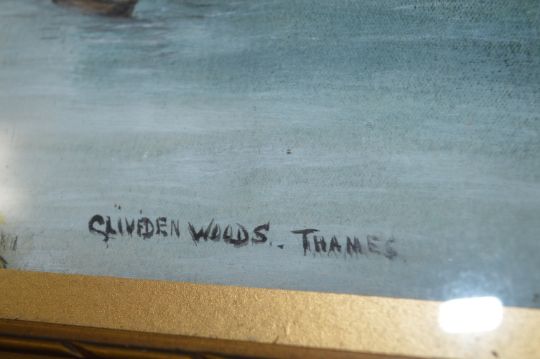 CLIVEDEN WOODS. THAMES